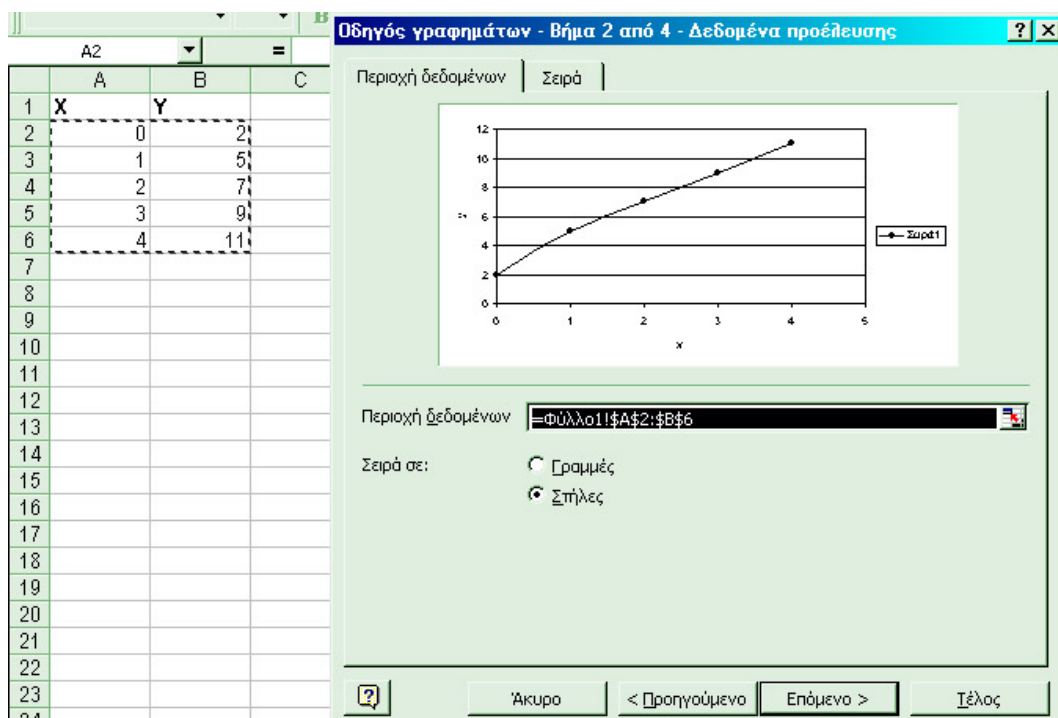 B
Οδηγός γραφημάτων - Βήμα 2 από 4 - Δεδομένα προέλευσης ? ×
A2 =
A B C
1 X Y
2 0 2
3 1 5
4 2 7
5 3 9
6 4 11
7
8
9
10
11
12
13
14
15
16
17
18
19
20
21
22
23
24
Περιοχή δεδομένων Σειρά
12
10
8
6
4
2
0
0 1 2 3 4 5
x
y
Σειρά1
Περιοχή δεδομένων =Φύλλο1!$A$2:$B$6
Σειρά σε: Γραμμές
Στήλες
? Άκυρο < Προηγούμενο Επόμενο > Τέλος